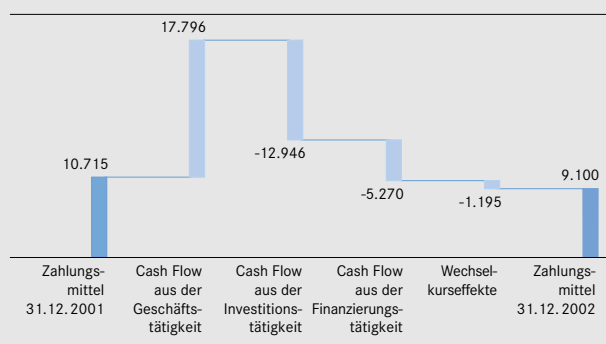 17.796
10.715
-12.946
-5.270
-1.195
9.100
Zahlungs-
mittel
31.12.2001
Cash Flow
aus der
Geschäfts-
tätigkeit
Cash Flow
aus der
Investitions-
tätigkeit
Cash Flow
aus der
Finanzierungs-
tätigkeit
Wechsel-
kurseffekte
Zahlungs-
mittel
31.12.2002